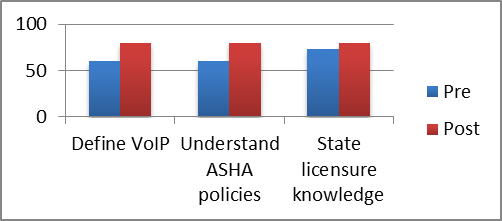 100
50
0
Define VoIP
Understand
ASHA
policies
State
licensure
knowledge
Pre
Post